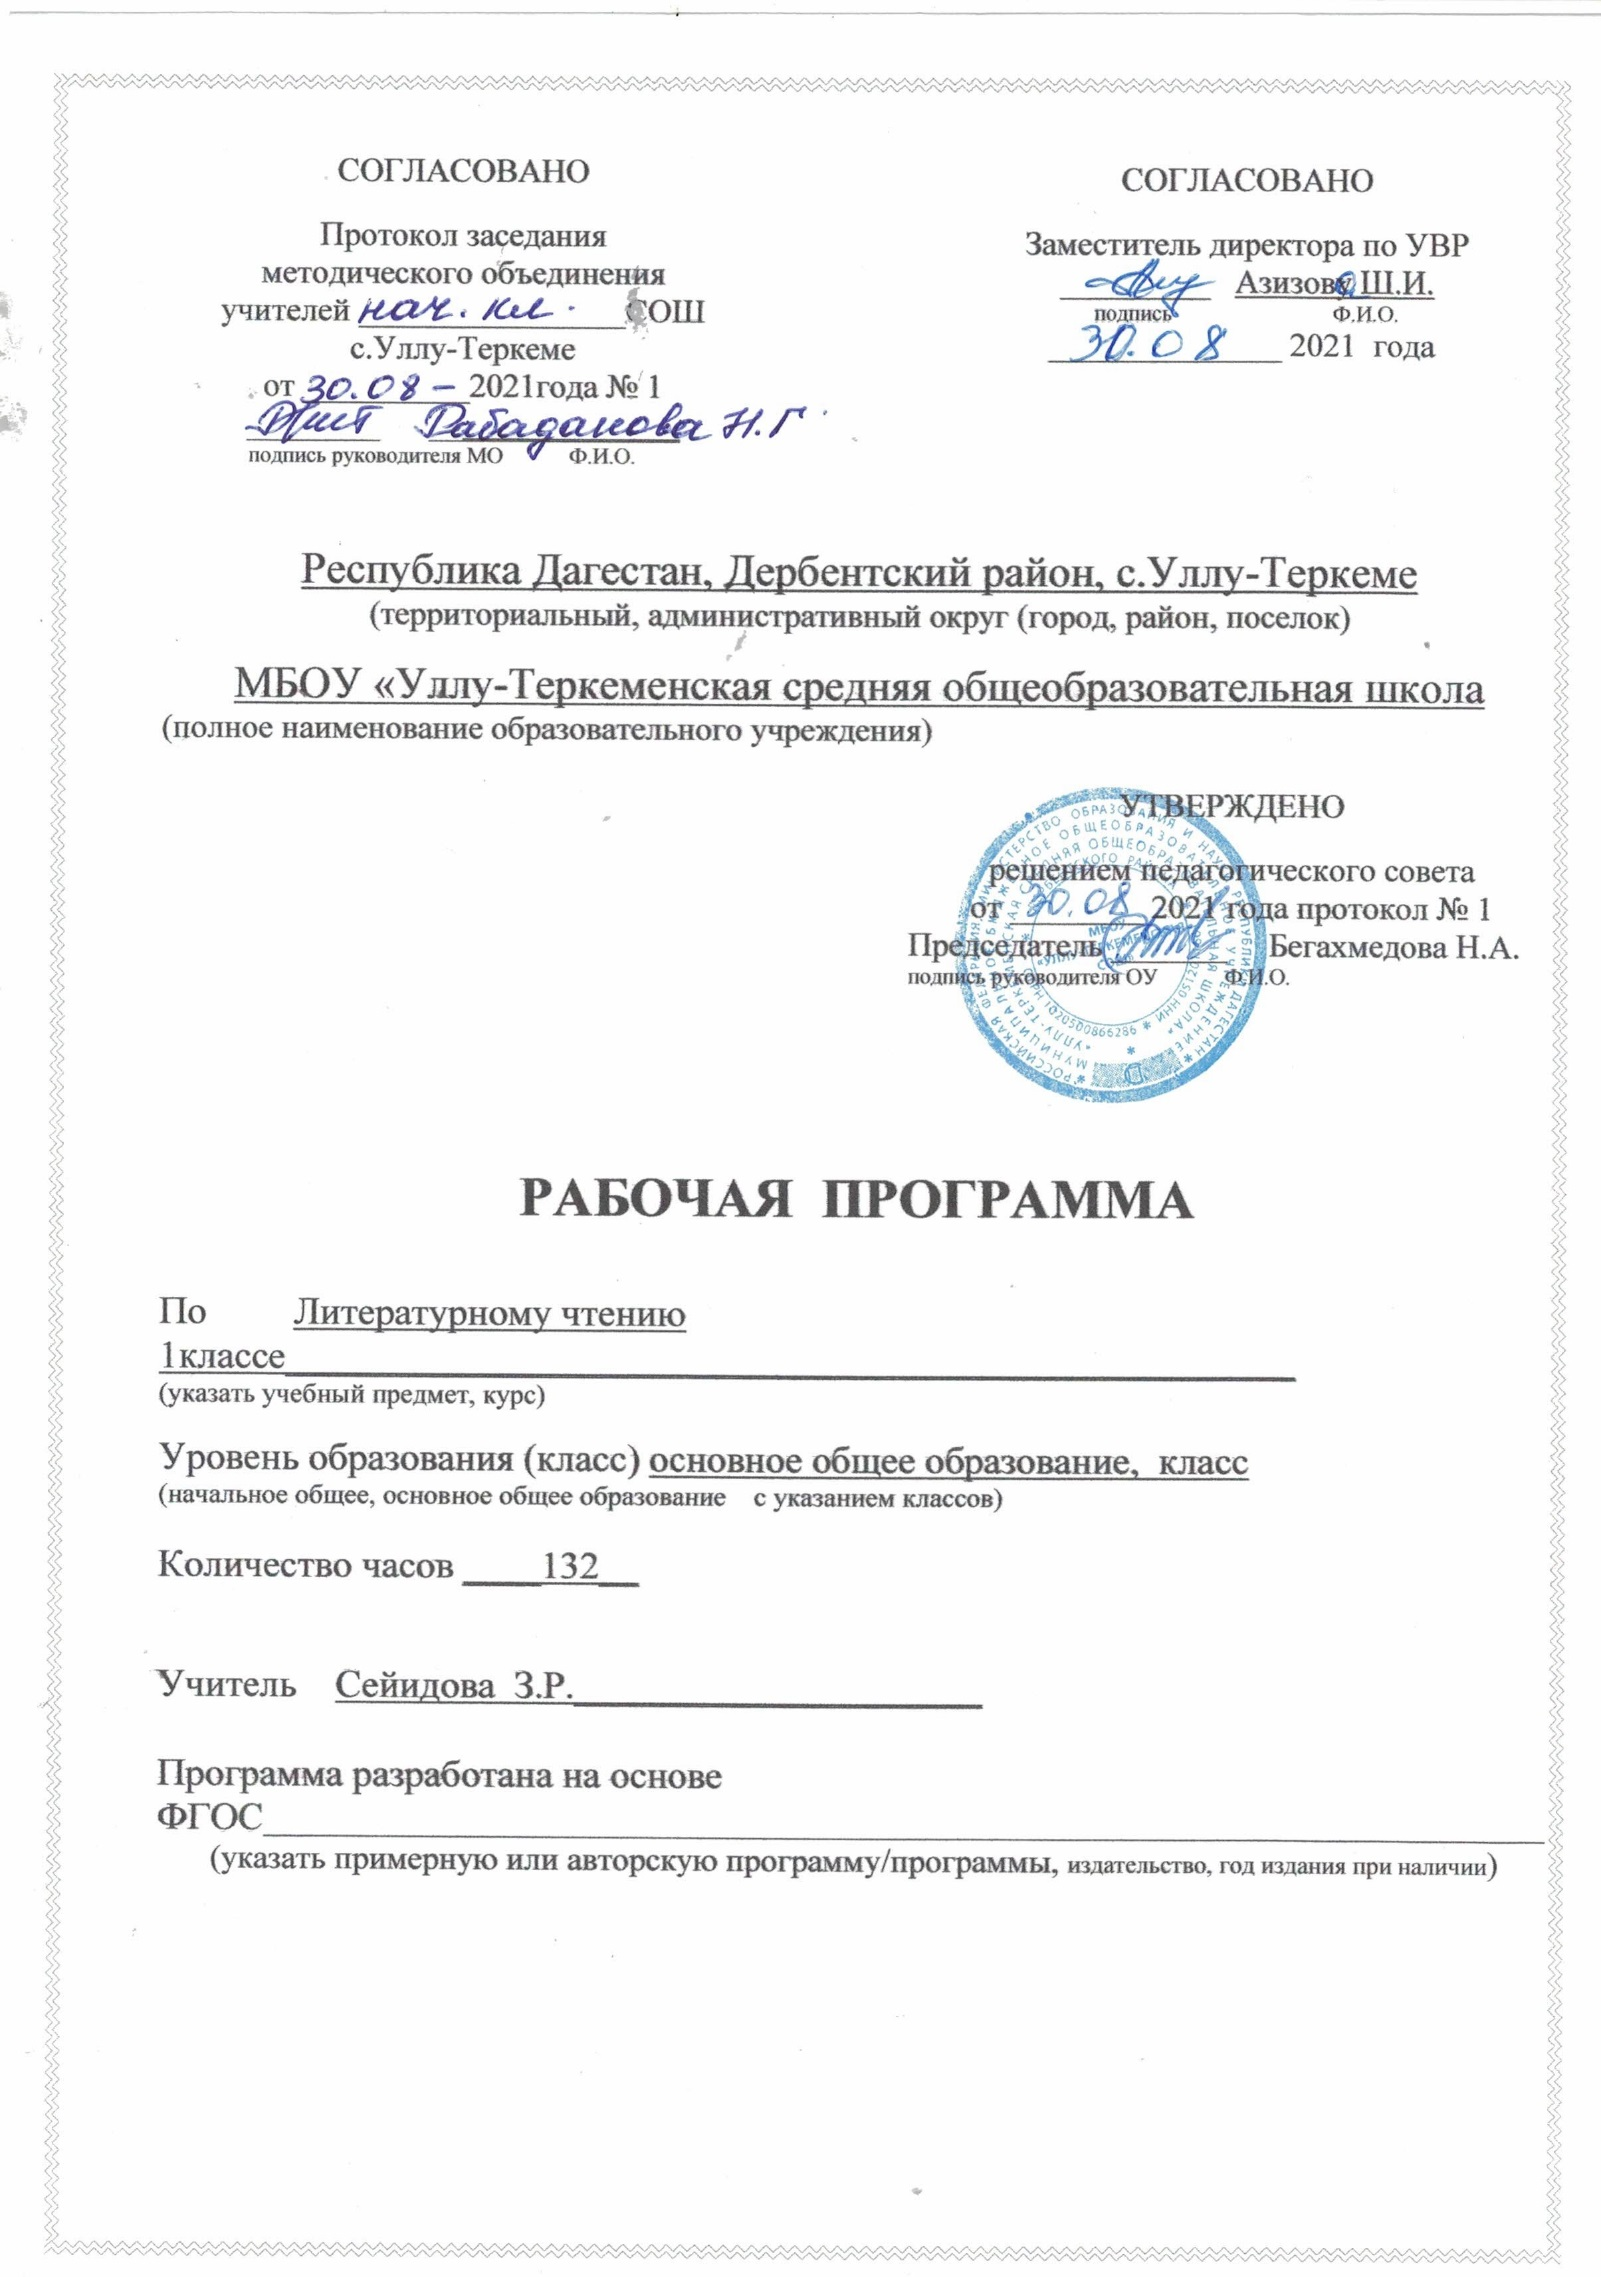 СОГЛАСОВАНО
Протокол заседания
методического объединения
учителей нач. кл. СОШ
с.Уллу-Теркеме
от 30.08 – 2021года № 1
Рабаданова Н.Г
подпись руководителя МО Ф.И.О.
СОГЛАСОВАНО
Заместитель директора по УВР
Азизова Ш.И.
подпись Ф.И.О.
30.08 2021 года
Республика Дагестан, Дербентский район, с.Уллу-Теркеме
(территориальный, административный округ (город, район, поселок)
МБОУ «Уллу-Теркеменская средняя общеобразовательная школа
(полное наименование образовательного учреждения)
УТВЕРЖДЕНО
решением педагогического совета
от 30.08 2021 года протокол № 1
Председатель Бегахмедова Н.А.
подпись руководителя ОУ Ф.И.О.
РАБОЧАЯ ПРОГРАММА
По Литературному чтению
1классе
(указать учебный предмет, курс)
Уровень образования (класс) основное общее образование, класс
(начальное общее, основное общее образование с указанием классов)
Количество часов 132
Учитель Сейидова З.Р.
Программа разработана на основе
ФГОС
(указать примерную или авторскую программу/программы, издательство, год издания при наличии)